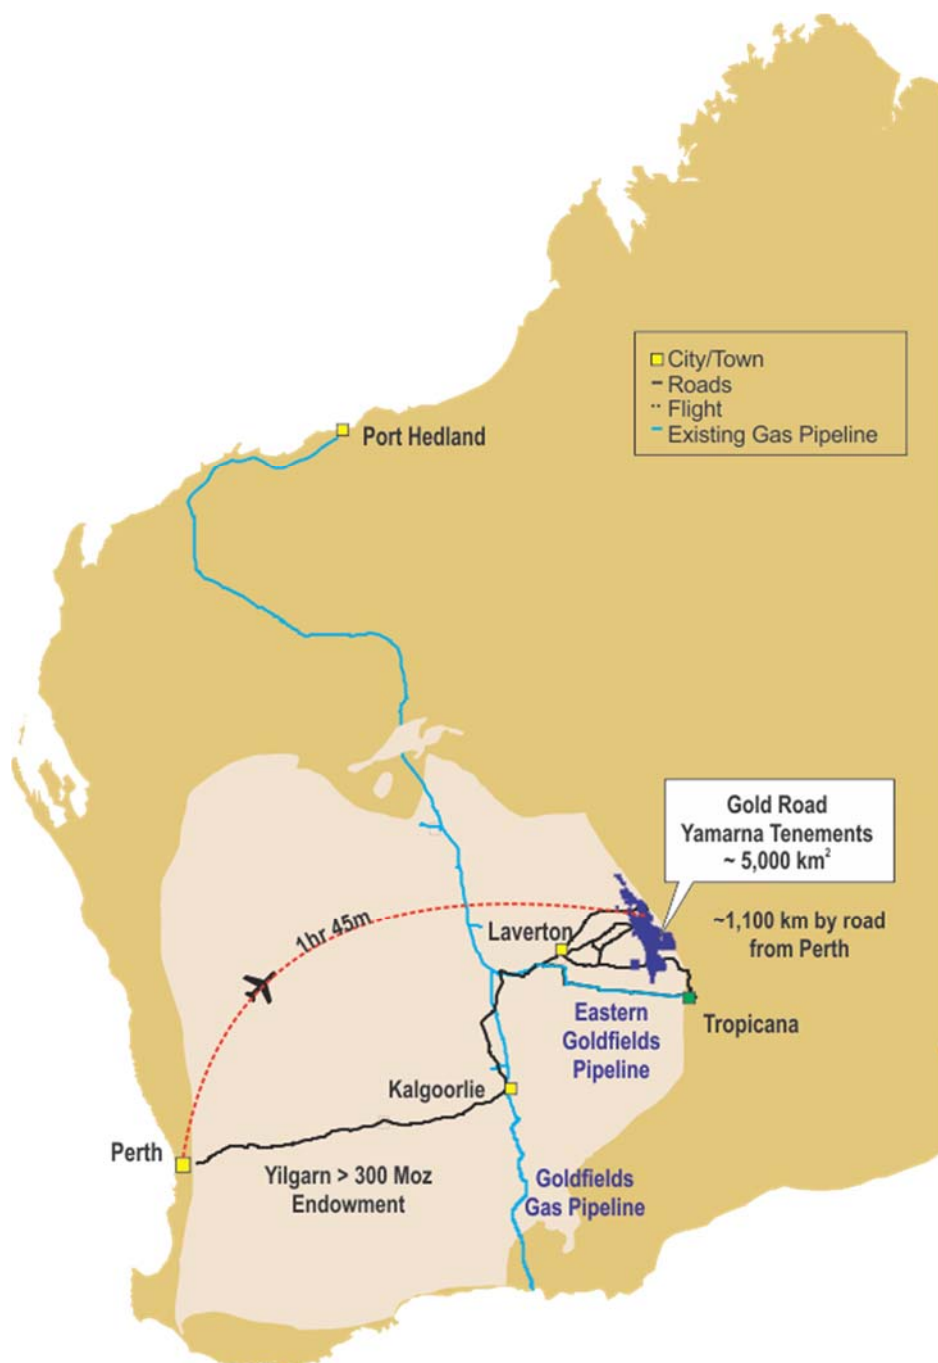 City/Town
Roads
Flight
Existing Gas Pipeline
Port Hedland
Gold Road
Yamarna Tenements
~ 5,000 km²
1hr 45m
Laverton
~1,100 km by road
from Perth
Eastern
Goldfields
Pipeline
Tropicana
Kalgoorlie
Perth
Yilgarn > 300 Moz
Endowment
Goldfields
Gas Pipeline